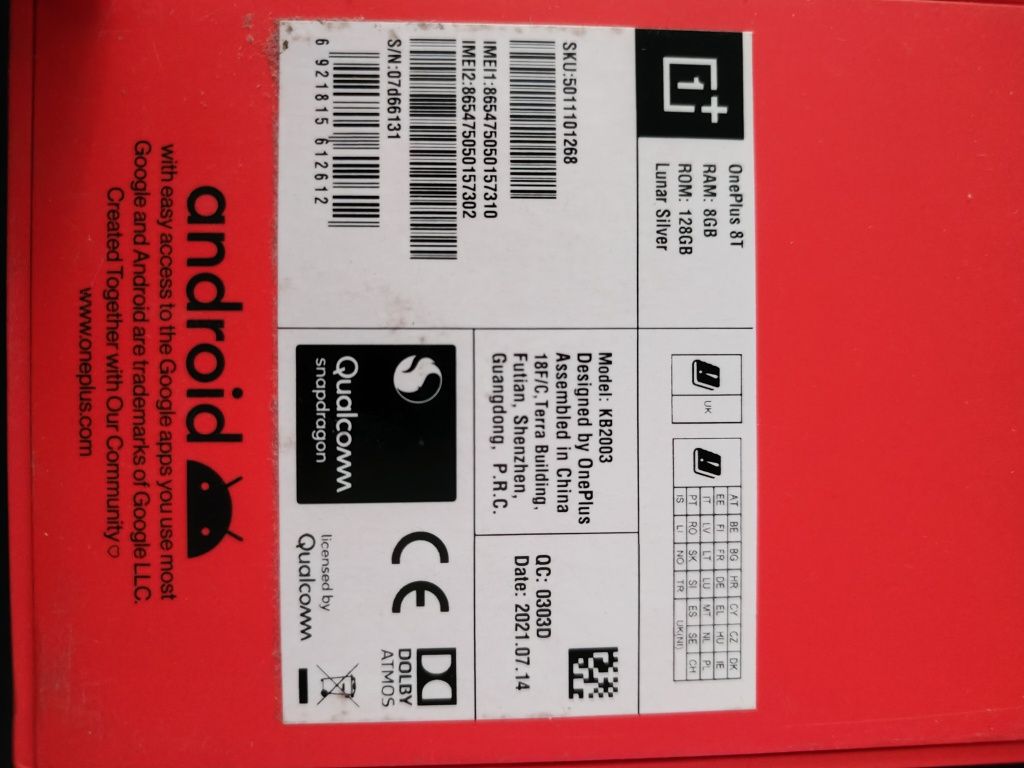 1+
OnePlus 8T
RAM: 8GB
ROM: 128GB
Lunar Silver
SKU:5011101268
IMEI1:865475050157310
IMEI2:865475050157302
S/N:07d66131
6 921815 612612
UK
AT BE BG HR CY CZ DK
EE FI FR DE EL HU IE
IT LV LT LU MT NL PL
PT RO SK SI ES SE CH
IS LI NO TR UK(NI)
Model: KB2003
Designed by OnePlus
Assembled in China
18F/C,Terra Building,
Futian, Shenzhen,
Guangdong, P.R.C.
QC: 0303D
Date: 2021.07.14
Qualcomm
snapdragon
CE
DOLBY
ATMOS
licensed by
Qualcomm
android
with easy access to the Google apps you use most
Google and Android are trademarks of Google LLC.
Created Together with Our Community♡
www.oneplus.com